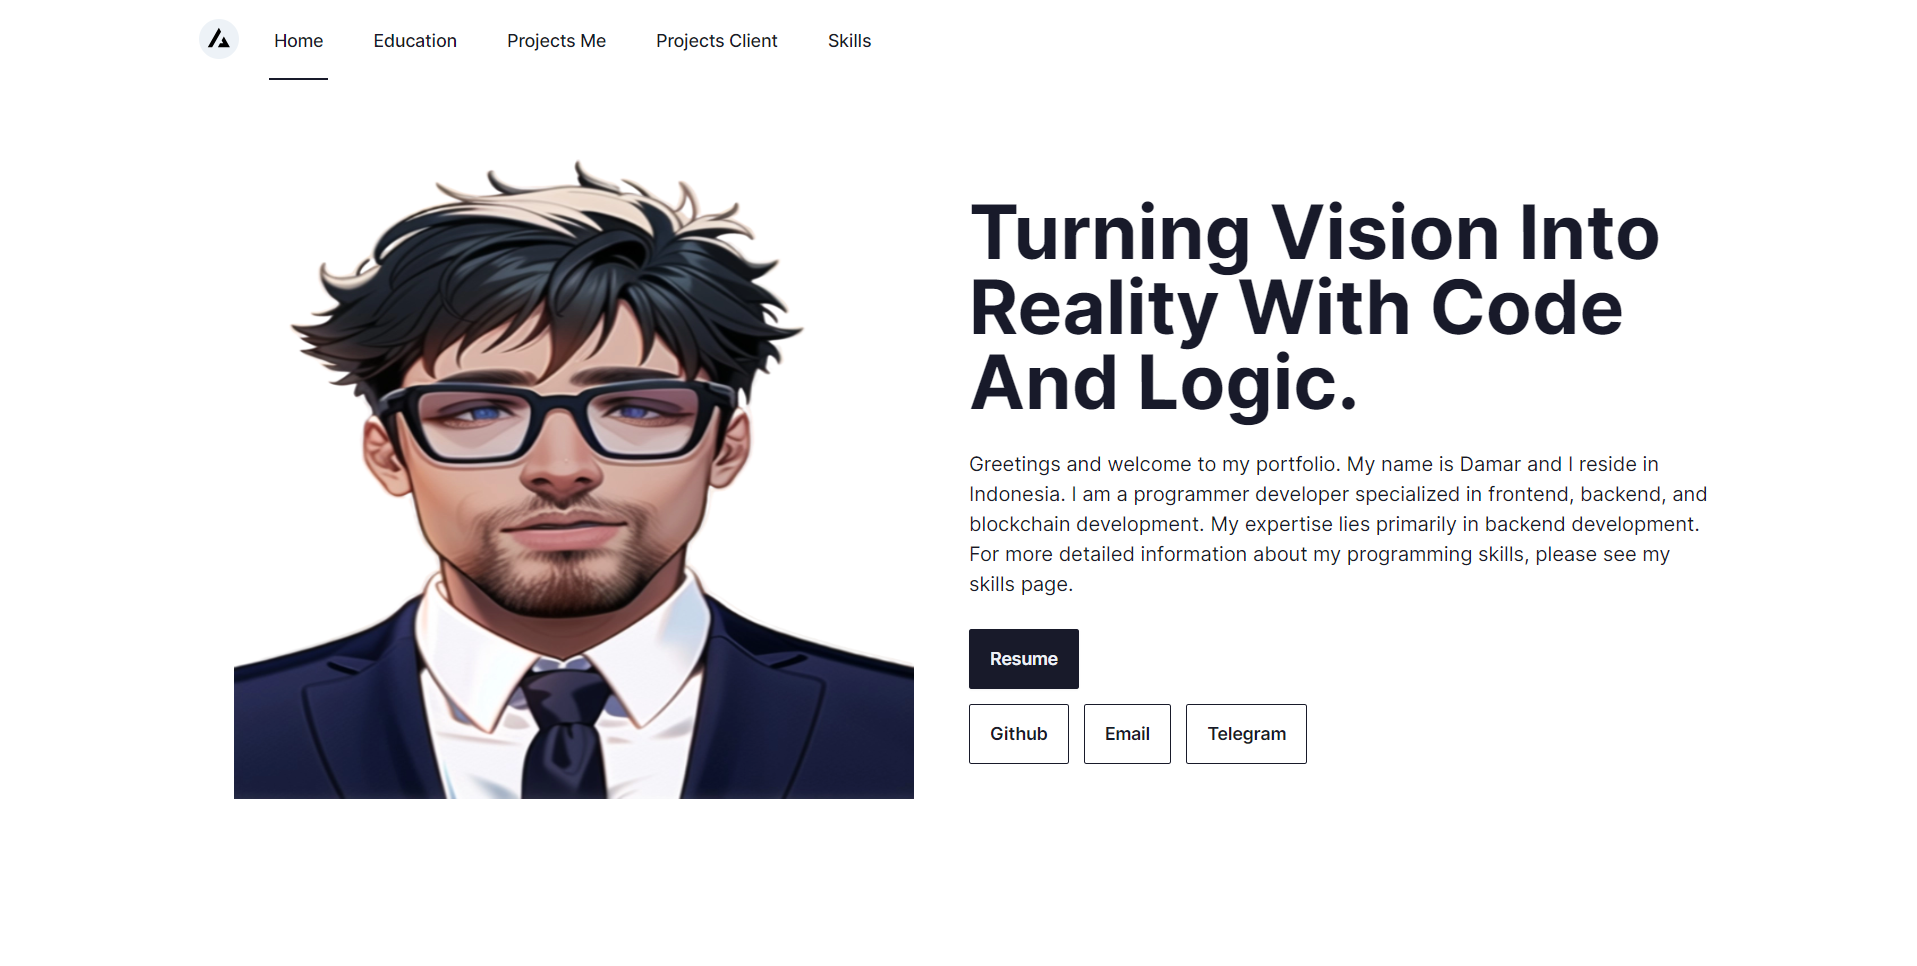 Home Education Projects Me Projects Client Skills
Turning Vision Into
Reality With Code
And Logic.
Greetings and welcome to my portfolio. My name is Damar and I reside in
Indonesia. I am a programmer developer specialized in frontend, backend, and
blockchain development. My expertise lies primarily in backend development.
For more detailed information about my programming skills, please see my
skills page.
Resume
Github Email Telegram